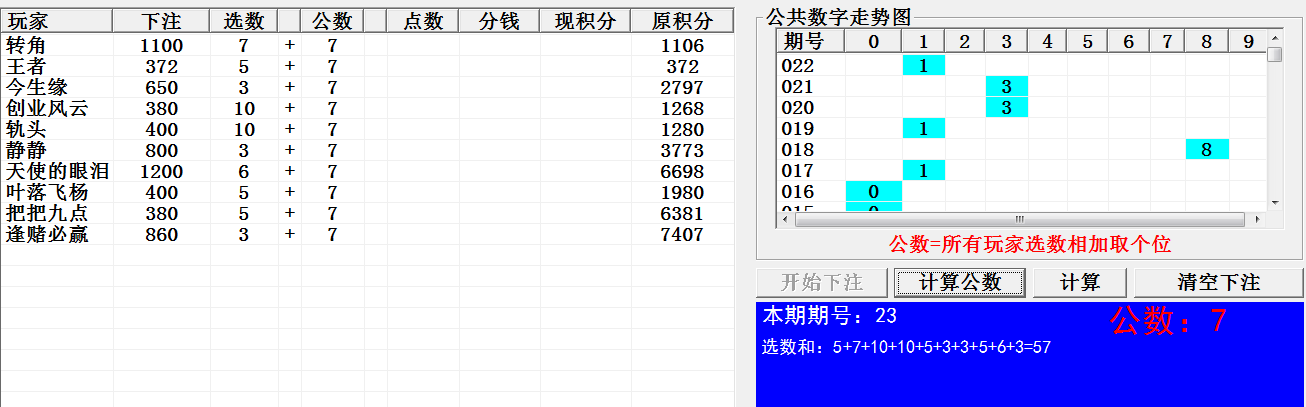 玩家 下注 选数 公数 点数 分钱 现积分 原积分
转角 1100 7 + 7 1106
王者 372 5 + 7 372
今生缘 650 3 + 7 2797
创业风云 380 10 + 7 1268
轨头 400 10 + 7 1280
静静 800 3 + 7 3773
天使的眼泪 1200 6 + 7 6698
叶落飞杨 400 5 + 7 1980
把把九点 380 5 + 7 6381
逢赌必赢 860 3 + 7 7407
公共数字走势图
期号 0 1 2 3 4 5 6 7 8 9
022 1
021 3
020 3
019 1
018 8
017 1
016 0
公数=所有玩家选数相加取个位
开始下注 计算公数 计算 清空下注
本期期号：23 公数：7
选数和：5+7+10+10+5+3+3+5+6+3=57